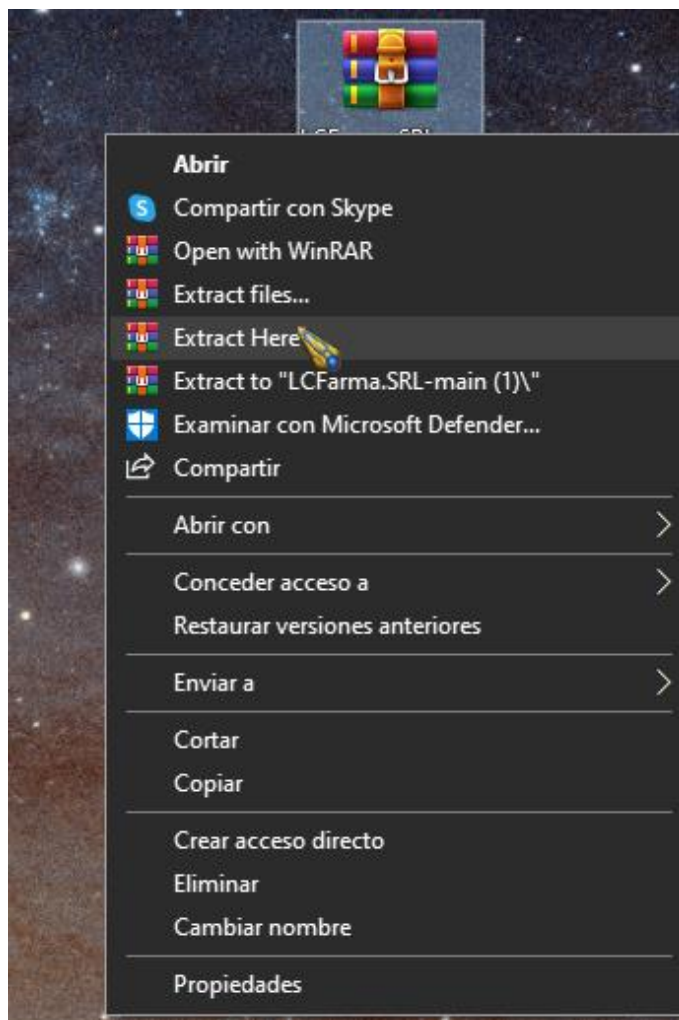 Abrir
Compartir con Skype
Open with WinRAR
Extract files...
Extract Here
Extract to "LCFarma.SRL-main (1)\"
Examinar con Microsoft Defender...
Compartir
Abrir con
Conceder acceso a
Restaurar versiones anteriores
Enviar a
Cortar
Copiar
Crear acceso directo
Eliminar
Cambiar nombre
Propiedades